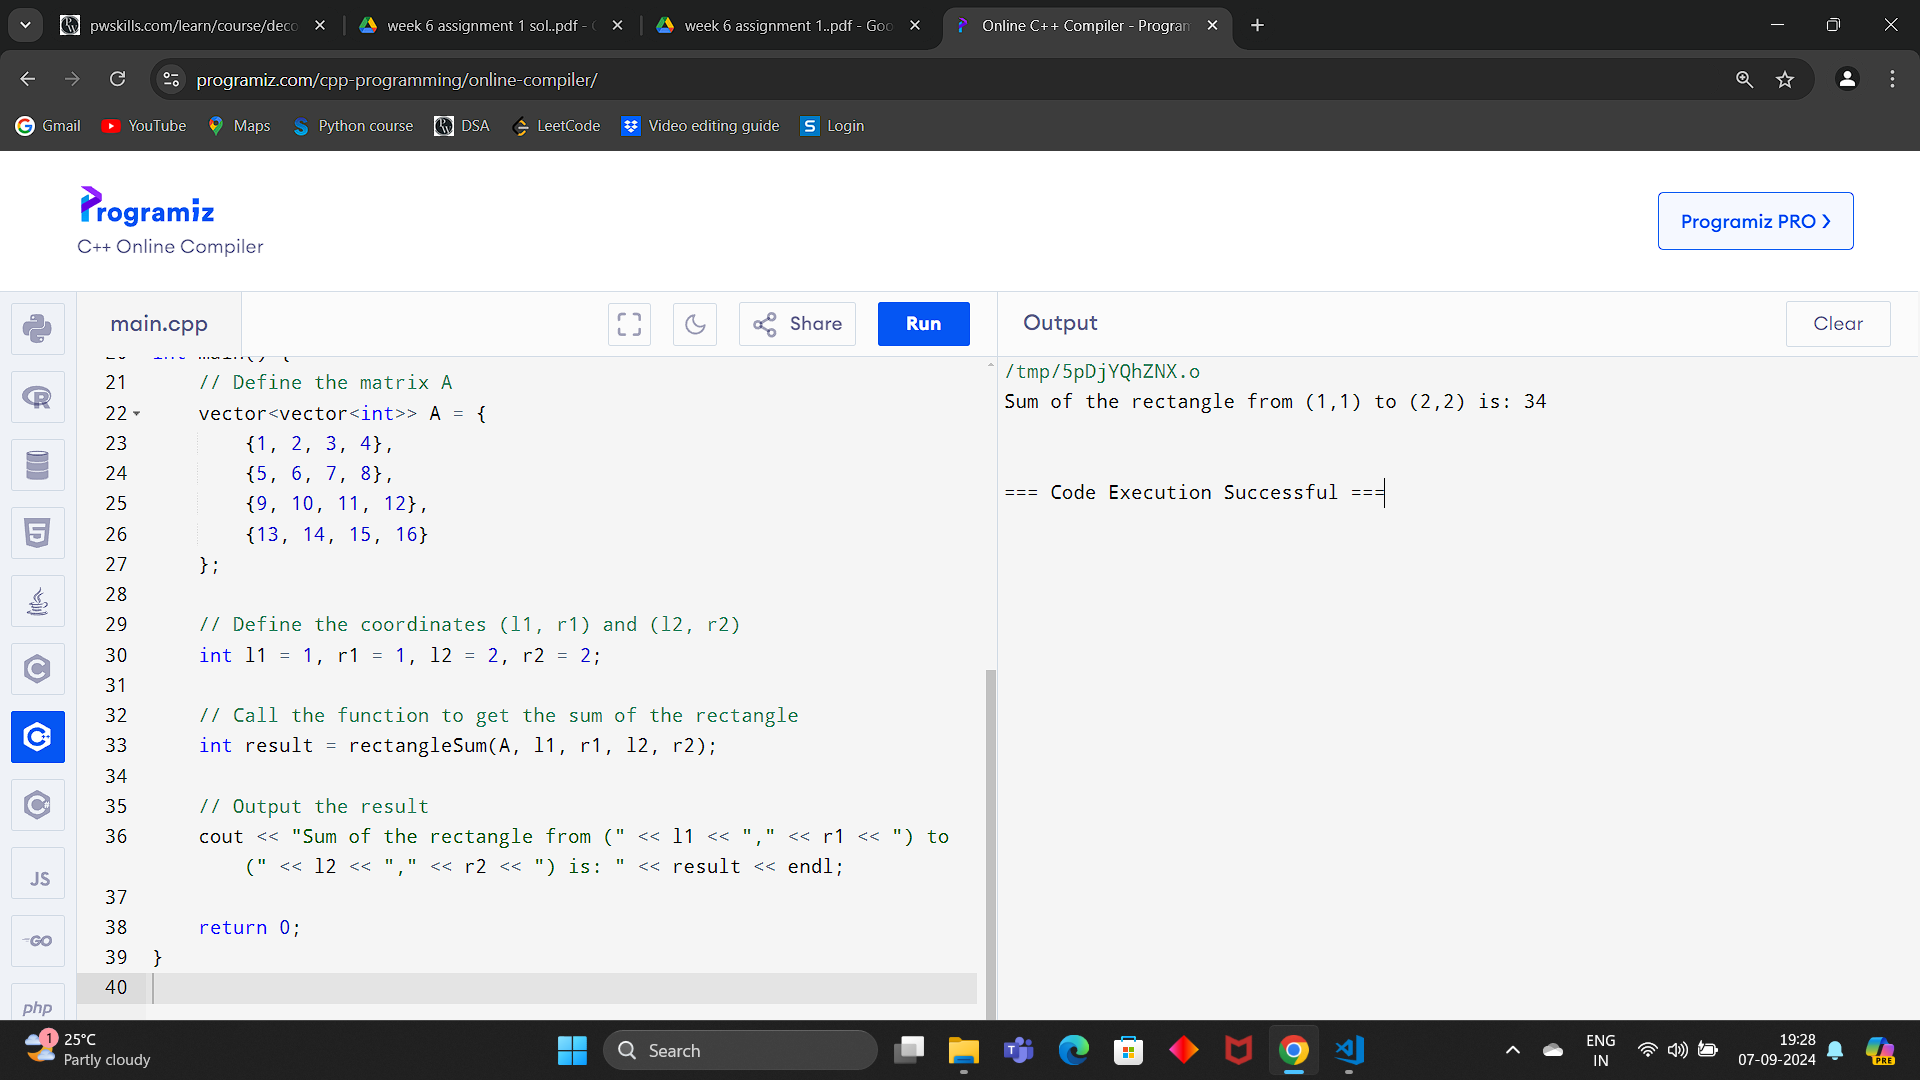 pwskills.com/learn/course/deco
week 6 assignment 1 sol..pdf -
week 6 assignment 1..pdf - Goo
Online C++ Compiler - Program
programiz.com/cpp-programming/online-compiler/
Gmail YouTube Maps Python course DSA LeetCode Video editing guide Login
Programiz
C++ Online Compiler
Programiz PRO
main.cpp Share Run Output Clear
21 // Define the matrix A
22 vector<vector<int>> A = {
23 {1, 2, 3, 4},
24 {5, 6, 7, 8},
25 {9, 10, 11, 12},
26 {13, 14, 15, 16}
27 };
28
29 // Define the coordinates (l1, r1) and (l2, r2)
30 int l1 = 1, r1 = 1, l2 = 2, r2 = 2;
31
32 // Call the function to get the sum of the rectangle
33 int result = rectangleSum(A, l1, r1, l2, r2);
34
35 // Output the result
36 cout << "Sum of the rectangle from (" << l1 << "," << r1 << ") to
(" << l2 << "," << r2 << ") is: " << result << endl;
37
38 return 0;
39 }
40
/tmp/5pDjYQhZNX.o
Sum of the rectangle from (1,1) to (2,2) is: 34
=== Code Execution Successful ===
JS
GO
php
1
25°C
Partly cloudy
Search
ENG
IN
19:28
07-09-2024
PRE